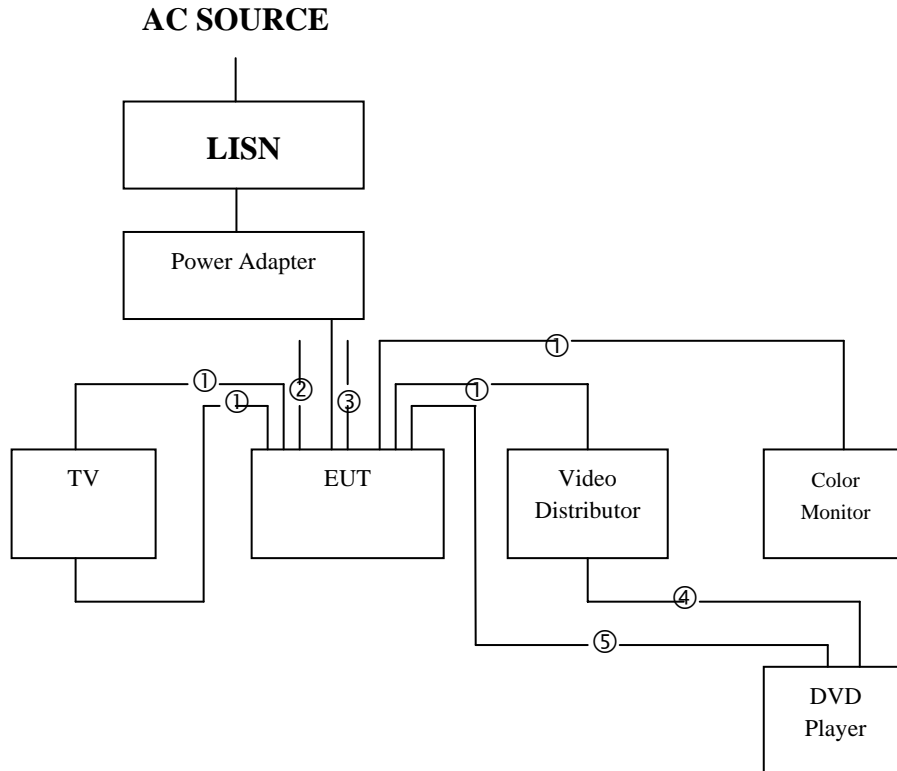 AC SOURCE
LISN
Power Adapter
①
①
①
②
①
③
TV
EUT
Video
Distributor
Color
Monitor
④
⑤
DVD
Player